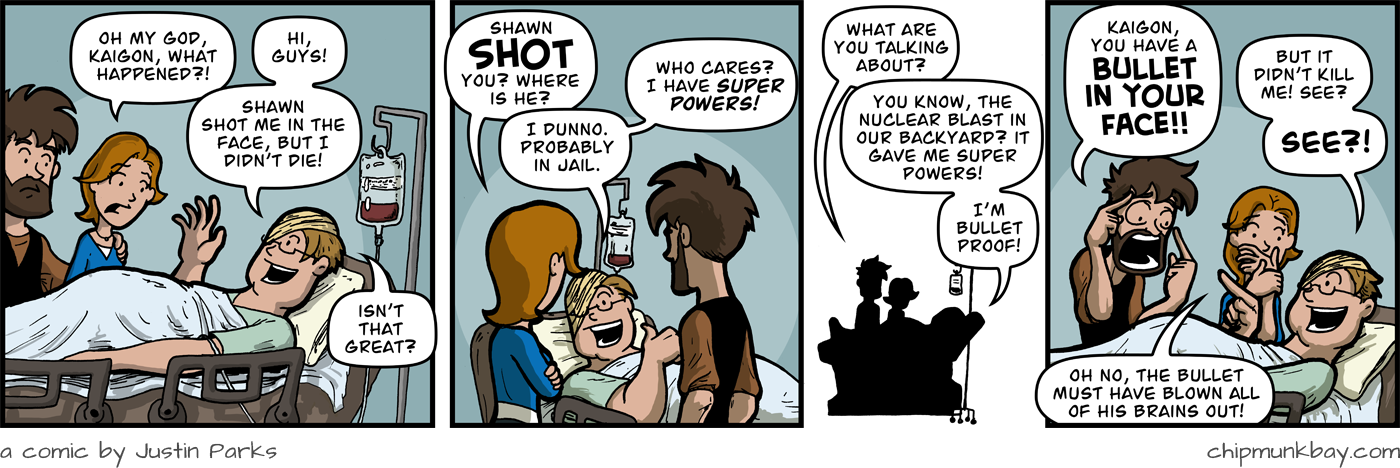 OH MY GOD,
KAIGON, WHAT
HAPPENED?!
HI,
GUYS!
SHAWN
SHOT ME IN THE
FACE, BUT I
DIDN'T DIE!
ISN'T
THAT
GREAT?
SHAWN
SHOT
YOU? WHERE
IS HE?
I DUNNO.
PROBABLY
IN JAIL.
WHO CARES?
I HAVE SUPER
POWERS!
WHAT ARE
YOU TALKING
ABOUT?
YOU KNOW, THE
NUCLEAR BLAST IN
OUR BACKYARD? IT
GAVE ME SUPER
POWERS!
I'M
BULLET
PROOF!
KAIGON,
YOU HAVE A
BULLET
IN YOUR
FACE!!
BUT IT
DIDN'T KILL
ME! SEE?
SEE?!
OH NO, THE BULLET
MUST HAVE BLOWN ALL
OF HIS BRAINS OUT!
a comic by Justin Parks
chipmunkbay.com